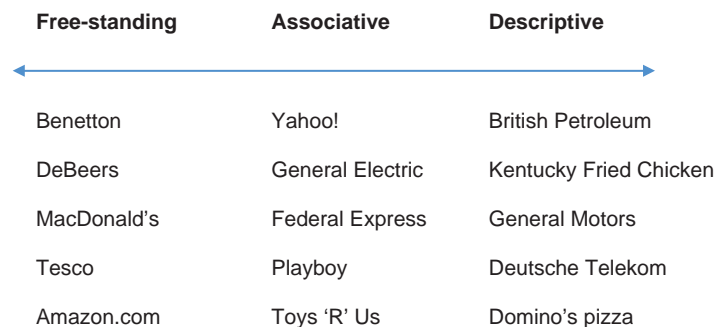 Free-standing Associative Descriptive
Benetton Yahoo! British Petroleum
DeBeers General Electric Kentucky Fried Chicken
MacDonald’s Federal Express General Motors
Tesco Playboy Deutsche Telekom
Amazon.com Toys ‘R’ Us Domino’s pizza